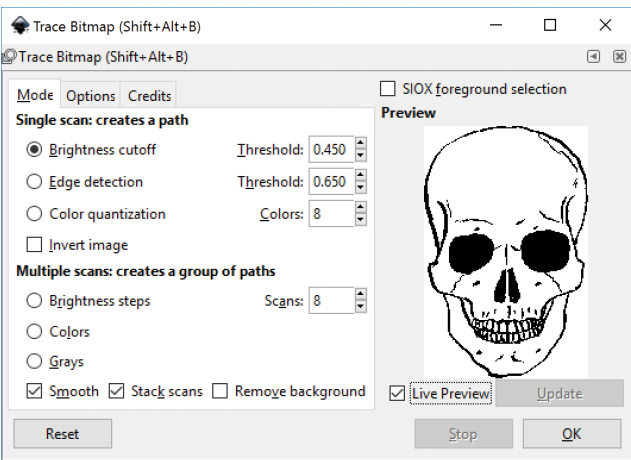 Trace Bitmap (Shift+Alt+B)
Trace Bitmap (Shift+Alt+B)
Mode Options Credits
Single scan: creates a path
Brightness cutoff Threshold: 0.450
Edge detection Threshold: 0.650
Color quantization Colors: 8
Invert image
Multiple scans: creates a group of paths
Brightness steps Scans: 8
Colors
Grays
Smooth Stack scans Remove background
SIOX foreground selection
Preview
Live Preview Update
Reset Stop OK